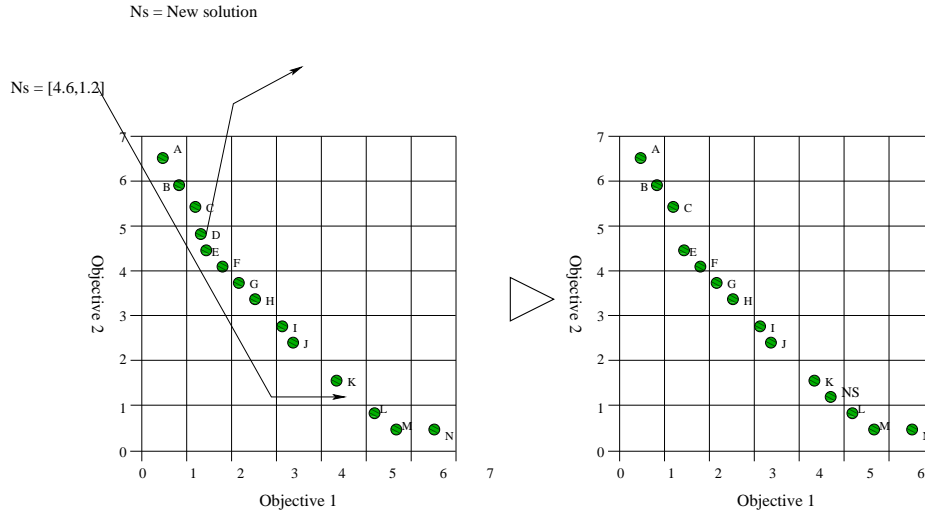 Ns = New solution
Ns = [4.6,1.2]
7
6
5
4
3
2
1
0
Objective 2
A
B
C
D
E
F
G
H
I
J
K
L
M
N
0 1 2 3 4 5 6 7
Objective 1
7
6
5
4
3
2
1
0
Objective 2
A
B
C
E
F
G
H
I
J
K
NS
L
M
0 1 2 3 4 5 6
Objective 1